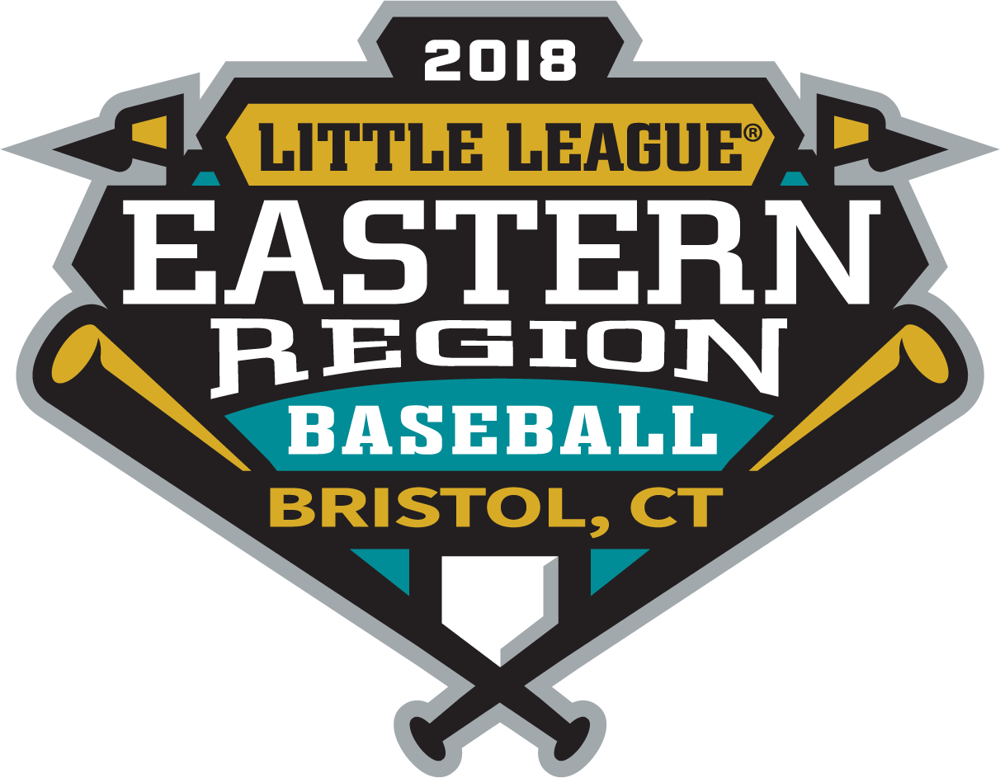 2018
LITTLE LEAGUE®
EASTERN
REGION
BASEBALL
BRISTOL, CT